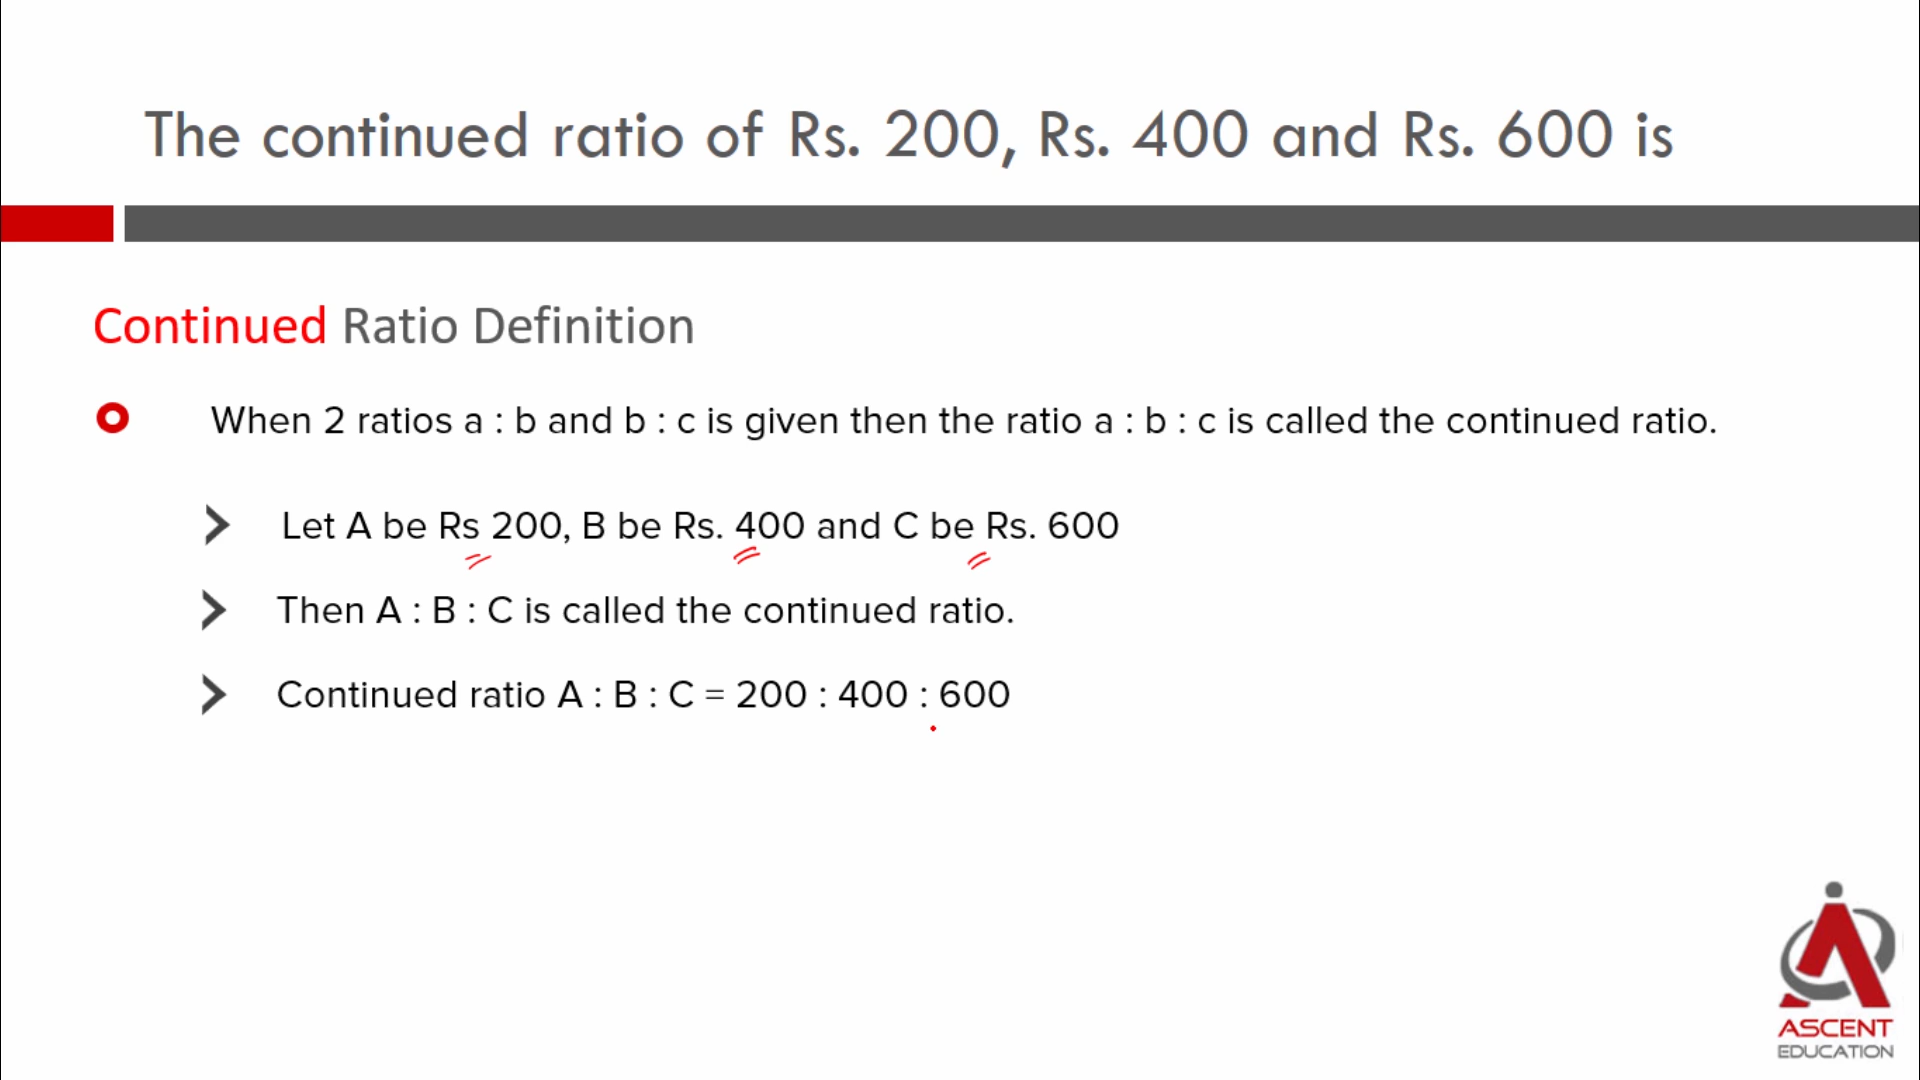 The continued ratio of Rs. 200, Rs. 400 and Rs. 600 is
Continued Ratio Definition
When 2 ratios a : b and b : c is given then the ratio a : b : c is called the continued ratio.
Let A be Rs 200, B be Rs. 400 and C be Rs. 600
Then A : B : C is called the continued ratio.
Continued ratio A : B : C = 200 : 400 : 600
ASCENT
EDUCATION